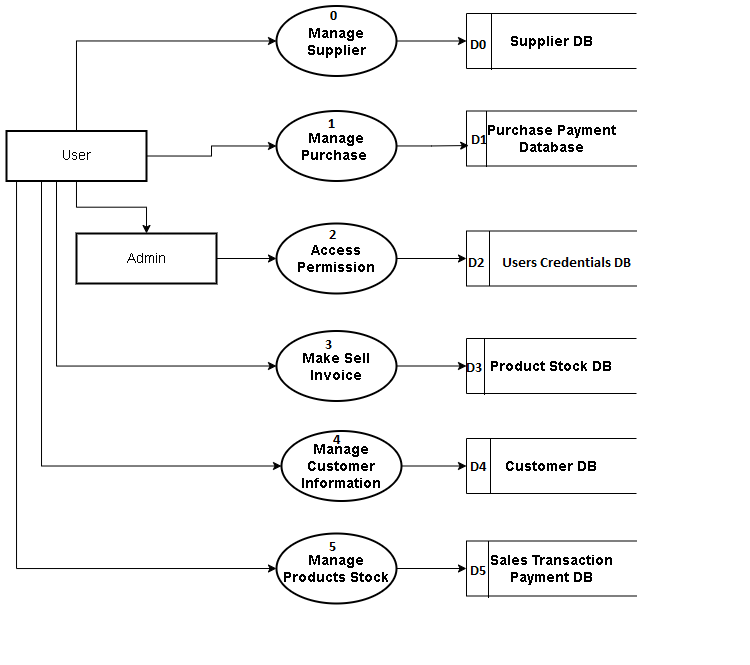 0
Manage
Supplier
D0
Supplier DB
1
Manage
Purchase
D1
Purchase Payment
Database
User
2
Access
Permission
D2
Users Credentials DB
Admin
3
Make Sell
Invoice
D3
Product Stock DB
4
Manage
Customer
Information
D4
Customer DB
5
Manage
Products Stock
D5
Sales Transaction
Payment DB